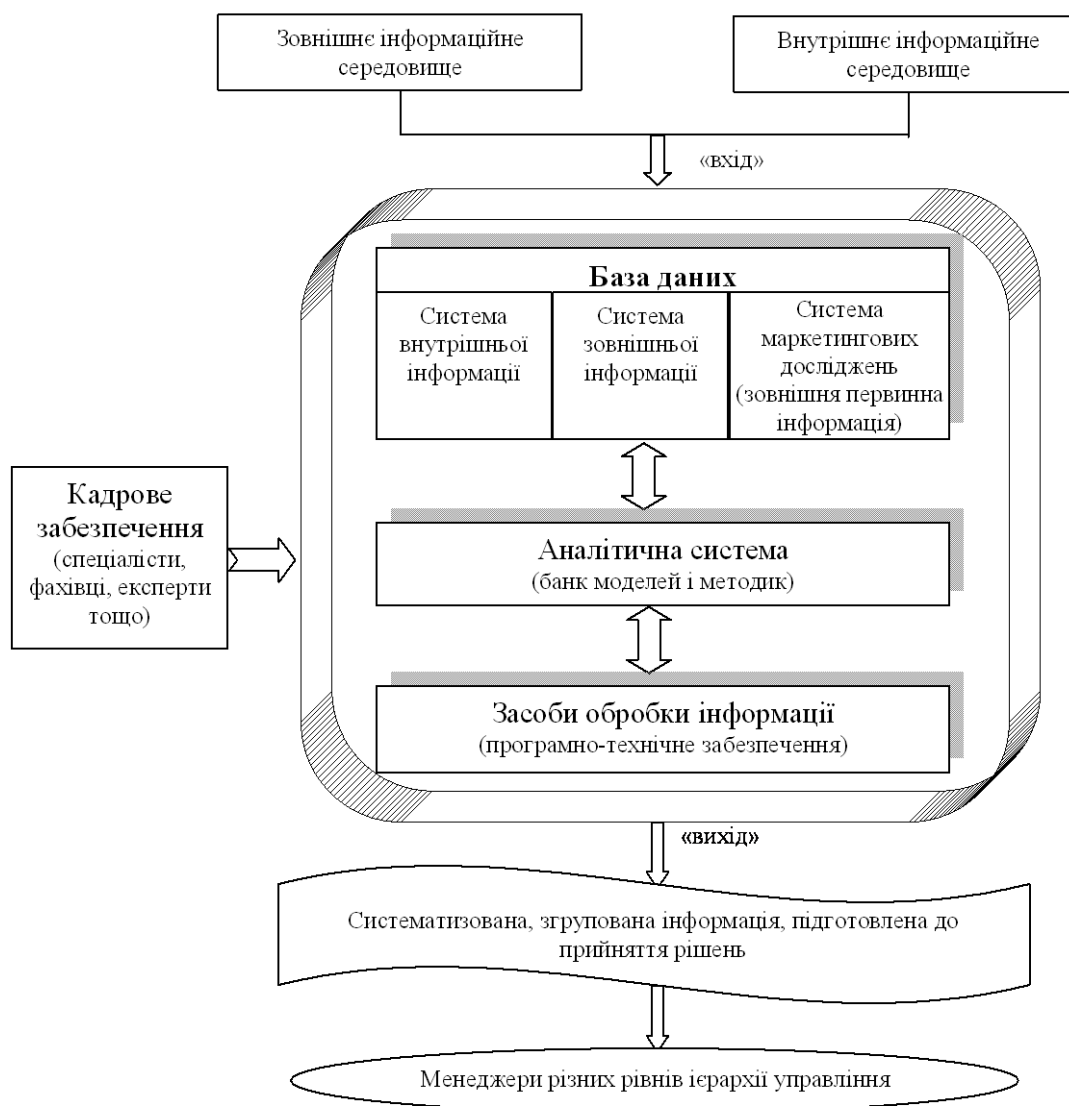 Зовнішнє інформаційне
середовище
Внутрішнє інформаційне
середовище
«вхід»
База даних
Система
внутрішньої
інформації
Система
зовнішньої
інформації
Система
маркетингових
досліджень
(зовнішня первинна
інформація)
Кадрове
забезпечення
(спеціалісти,
фахівці, експерти
тощо)
Аналітична система
(банк моделей і методик)
Засоби обробки інформації
(програмно-технічне забезпечення)
«вихід»
Систематизована, згрупована інформація, підготовлена до
прийняття рішень
Менеджери різних рівнів ієрархії управління